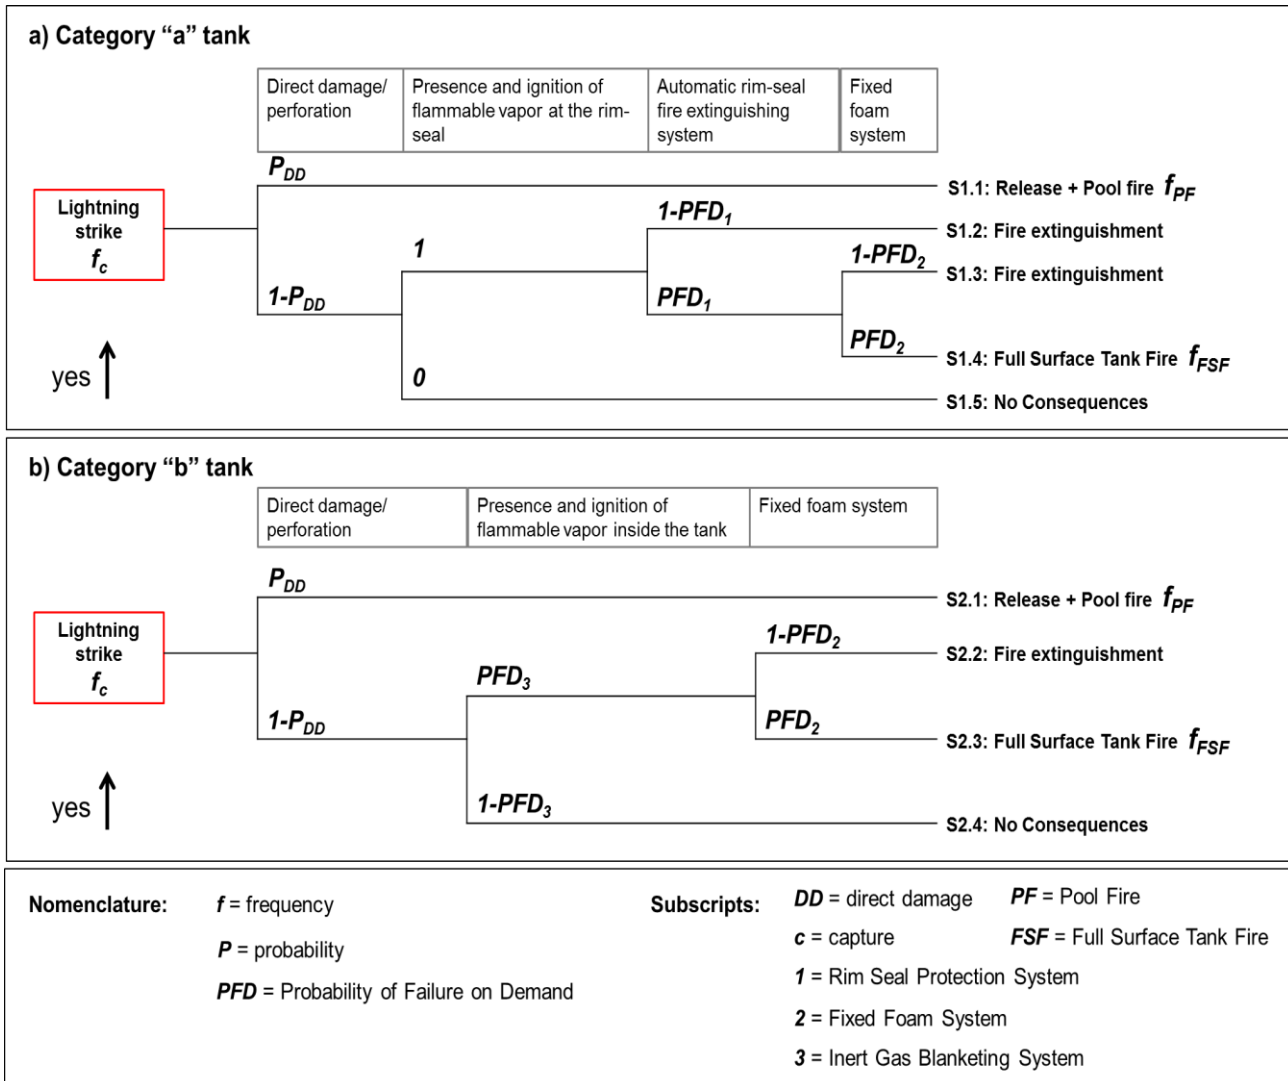 a) Category “a” tank
Direct damage/
perforation
Presence and ignition of
flammable vapor at the rim-
seal
Automatic rim-seal
fire extinguishing
system
Fixed
foam
system
Lightning
strike
fc
PDD
1-PDD
1
0
1-PFD1
PFD1
1-PFD2
PFD2
S1.1: Release + Pool fire fPF
S1.2: Fire extinguishment
S1.3: Fire extinguishment
S1.4: Full Surface Tank Fire fFSF
S1.5: No Consequences
yes
b) Category “b” tank
Direct damage/
perforation
Presence and ignition of
flammable vapor inside the tank
Fixed foam system
Lightning
strike
fc
PDD
1-PDD
PFD3
1-PFD3
1-PFD2
PFD2
S2.1: Release + Pool fire fPF
S2.2: Fire extinguishment
S2.3: Full Surface Tank Fire fFSF
S2.4: No Consequences
yes
Nomenclature:
f = frequency
P = probability
PFD = Probability of Failure on Demand
Subscripts:
DD = direct damage
PF = Pool Fire
c = capture
FSF = Full Surface Tank Fire
1 = Rim Seal Protection System
2 = Fixed Foam System
3 = Inert Gas Blanketing System